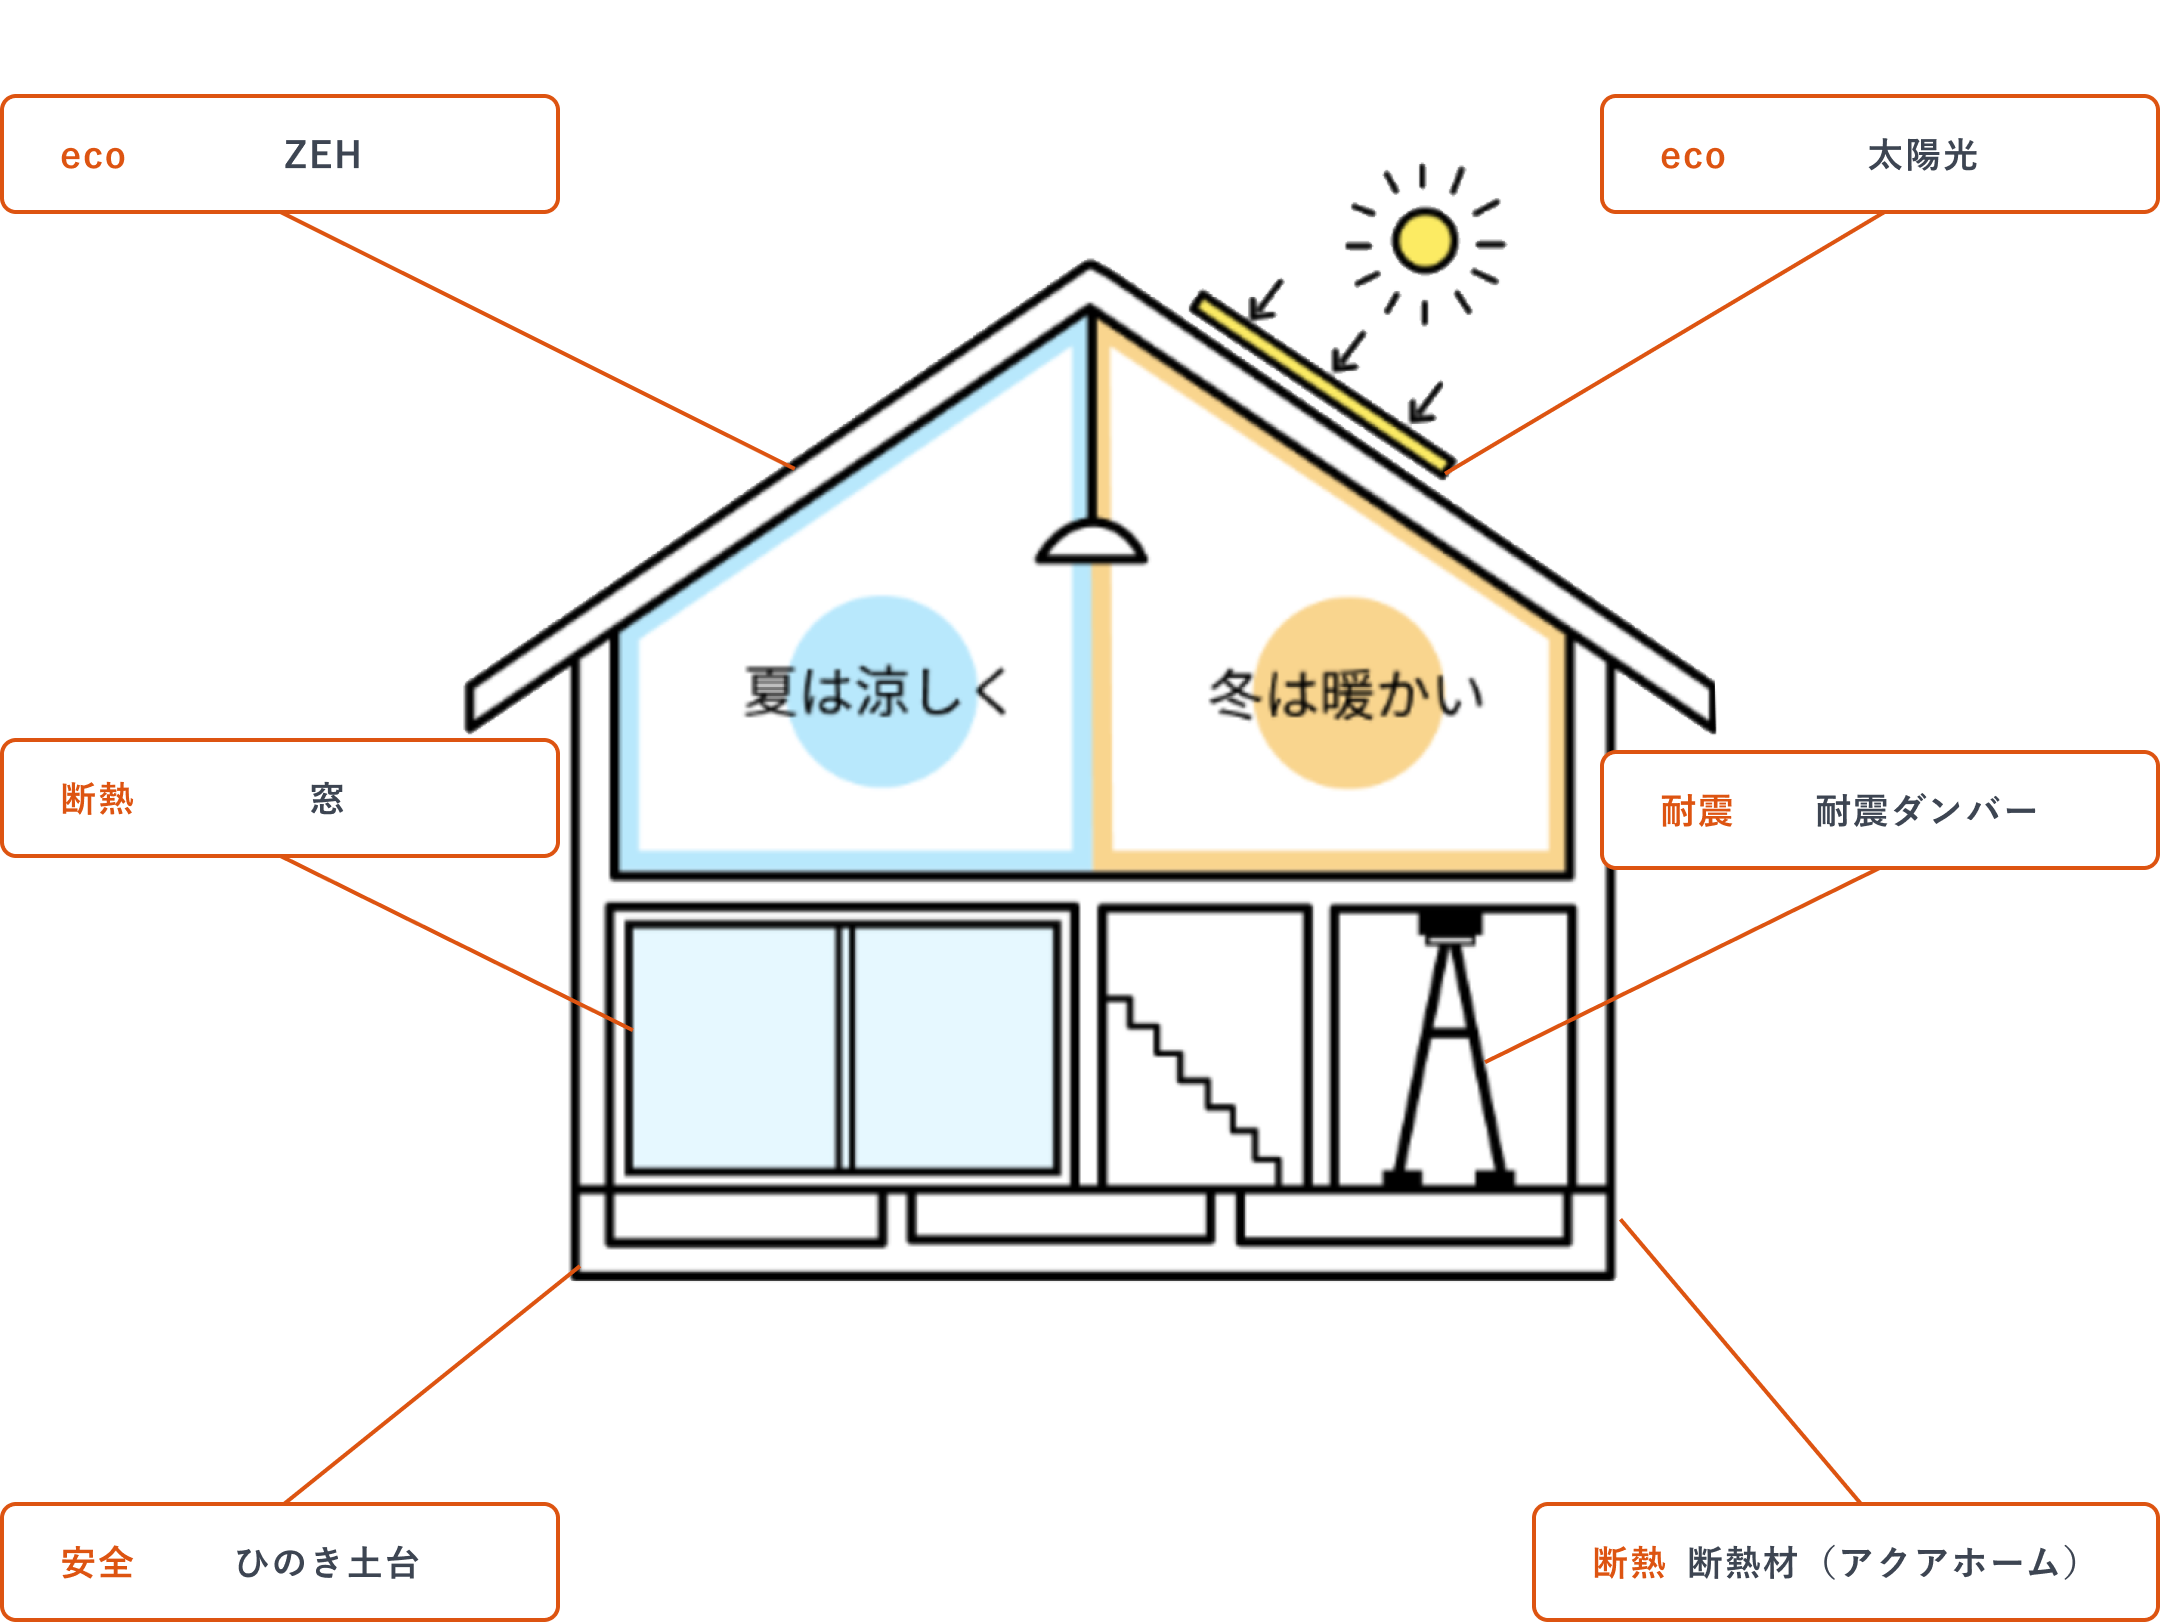 eco ZEH
eco 太陽光
夏は涼しく
冬は暖かい
断熱 窓
耐震 耐震ダンバー
安全 ひのき土台
断熱 断熱材（アクアホーム）